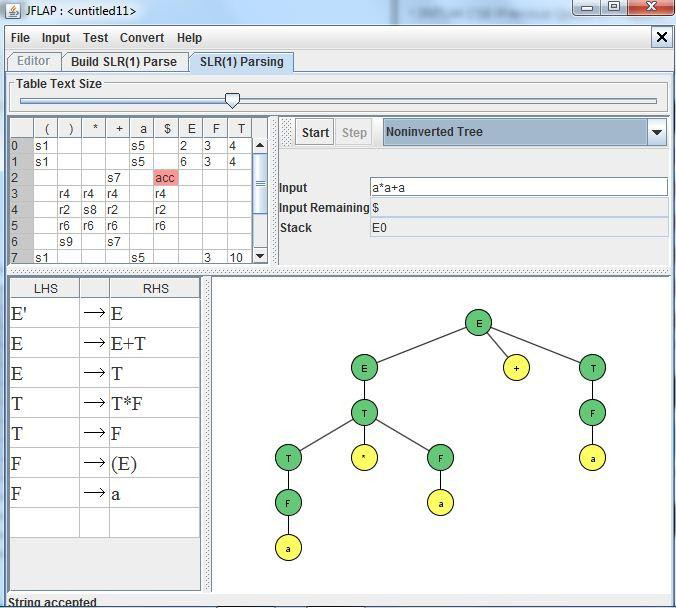 JFLAP : <untitled11>
File Input Test Convert Help
Editor Build SLR(1) Parse SLR(1) Parsing
Table Text Size
( ) * + a $ E F T
0 s1 s5 2 3 4
1 s1 s5 6 3 4
2 s7 acc
3 r4 r4 r4 r4
4 r2 s8 r2 r2
5 r6 r6 r6 r6
6 s9 s7
7 s1 s5 3 10
Start Step Noninverted Tree
Input a*a+a
Input Remaining $
Stack E0
LHS RHS
E' → E
E → E+T
E → T
T → T*F
T → F
F → (E)
F → a
E
E + T
T F
T * F a
F a
a
String accepted